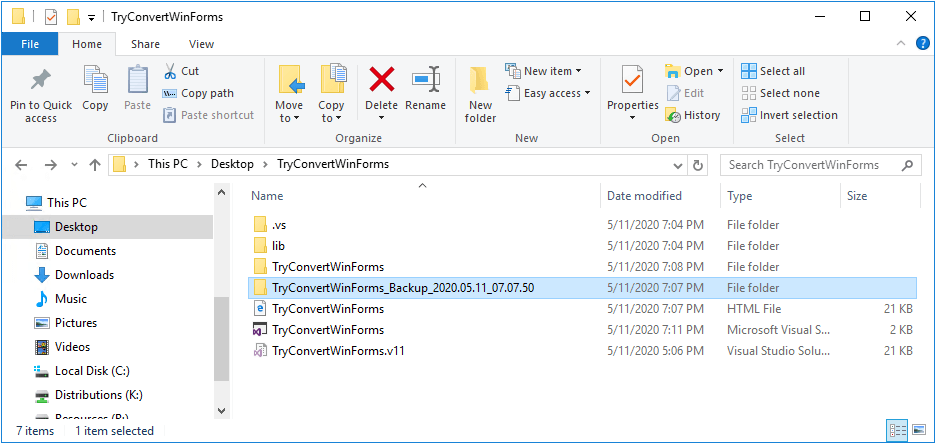 TryConvertWinForms
File Home Share View
Pin to Quick access
Copy
Paste
Cut
Copy path
Paste shortcut
Clipboard
Move to
Copy to
Delete
Rename
Organize
New folder
New item
Easy access
New
Properties
Open
Edit
History
Open
Select all
Select none
Invert selection
Select
This PC > Desktop > TryConvertWinForms
Search TryConvertWinForms
This PC
Desktop
Documents
Downloads
Music
Pictures
Videos
Local Disk (C:)
Distributions (K:)
Resources (R:)
Name Date modified Type Size
.vs 5/11/2020 7:04 PM File folder
lib 5/11/2020 7:04 PM File folder
TryConvertWinForms 5/11/2020 7:08 PM File folder
TryConvertWinForms_Backup_2020.05.11_07.07.50 5/11/2020 7:07 PM File folder
TryConvertWinForms 5/11/2020 7:07 PM HTML File 21 KB
TryConvertWinForms 5/11/2020 7:11 PM Microsoft Visual S... 2 KB
TryConvertWinForms.v11 5/11/2020 5:06 PM Visual Studio Solu... 21 KB
7 items 1 item selected